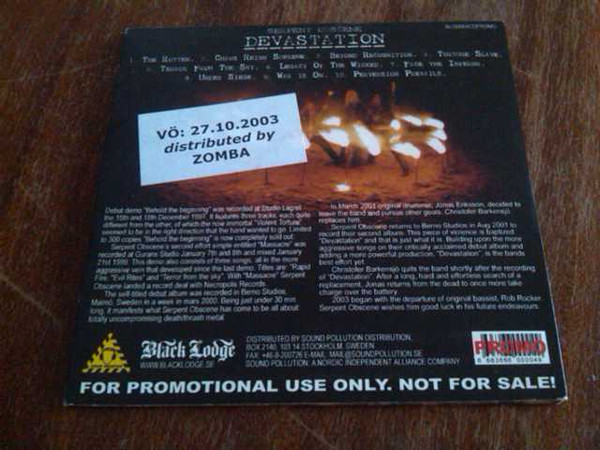 SERPENT OBSCENE
DEVASTATION
1. The Rotten. 2. Chaos Reign Supreme. 3. Beyond Recognition. 4. Torture Slave.
5. Terror From The Sky. 6. Legacy Of The Wicked. 7. Fuck The Inferno.
8. Under Siege. 9. War is On. 10. Perversion Prevails.
VÖ: 27.10.2003
distributed by
ZOMBA
Debut demo "Behold the beginning" was recorded at Studio Lagret
the 15th and 16th December 1997. It features three tracks, each quite
different from the other, of which the now immortal "Violent Torture"
seemed to be in the right direction that the band wanted to go. Limited
to 300 copies "Behold the beginning" is now completely sold out.
Serpent Obscene's second effort simply entitled "Massacre" was
recorded at Gurans Studio January 7th and 8th and mixed January
21st 1999. This demo also consists of three songs, all in the more
aggressive vein that developed since the last demo. Titles are: "Rapid
Fire", "Evil Rites" and "Terror from the sky". With "Massacre" Serpent
Obscene landed a record deal with Necropolis Records.
The self-titled debut album was recorded in Berno Studios,
Malmö, Sweden in a week in mars 2000. Being just under 30 min
long, it manifests what Serpent Obscene has come to be all about
totally uncompromising death/thrash metal.
In March 2001 original drummer, Jonas Eriksson, decided to
leave the band and pursue other goals. Christofer Barkensjö
replaces him.
Serpent Obscene returns to Berno Studios in Aug 2001 to
record their second album. This piece of violence is baptized
"Devastation" and that is just what it is. Building upon the more
aggressive songs on their critically acclaimed debut album and
adding a more powerful production, "Devastation", is the bands
best effort yet.
Christofer Barkensjö quits the band shortly after the recording
of "Devastation". After a long, hard and effortless search of a
replacement, Jonas returns from the dead to once more take
charge over the battery.
2003 began with the departure of original bassist, Rob Rocker.
Serpent Obscene wishes him good luck in his future endeavours.
Black Lodge
WWW.BLACKLODGE.SE
DISTRIBUTED BY SOUND POLLUTION DISTRIBUTION,
BOX 2140, 103 14 STOCKHOLM, SWEDEN
FAX: +46-8-203726 E-MAIL: MAIL@SOUNDPOLLUTION.SE
SOUND POLLUTION: A NORDIC INDEPENDENT ALLIANCE COMPANY
PROMO
FOR PROMOTIONAL USE ONLY. NOT FOR SALE!